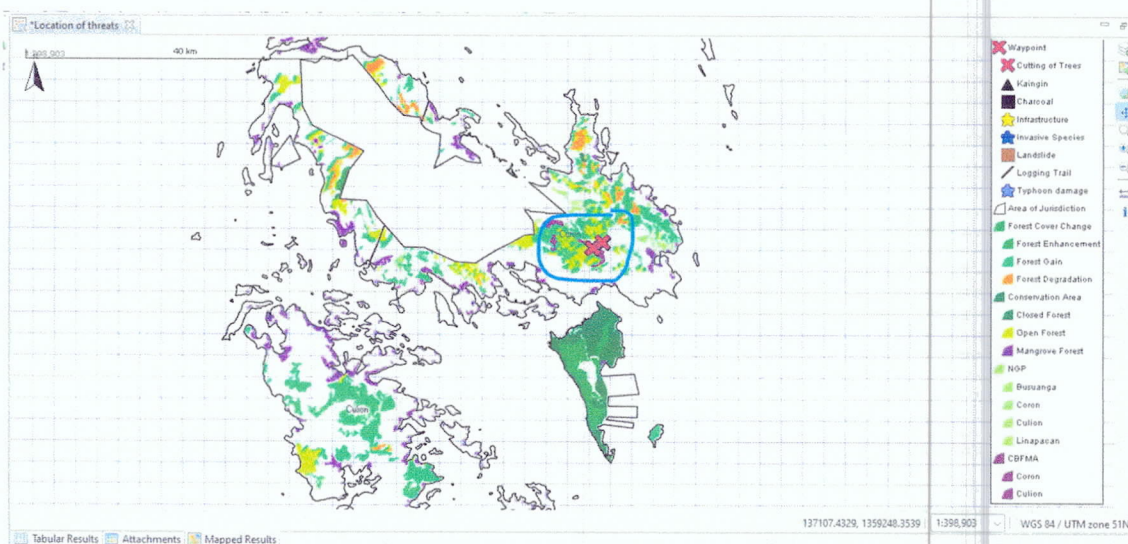 *Location of threats
1:398,903
40 km
Culion
Waypoint
Cutting of Trees
Kaingin
Charcoal
Infrastructure
Invasive Species
Landslide
Logging Trail
Typhoon damage
Area of Jurisdiction
Forest Cover Change
Forest Enhancement
Forest Gain
Forest Degradation
Conservation Area
Closed Forest
Open Forest
Mangrove Forest
NGP
Busuanga
Coron
Culion
Linapacan
CBFMA
Coron
Culion
137107.4329, 1359248.3539 1:398,903 WGS 84 / UTM zone 51N
Tabular Results Attachments Mapped Results